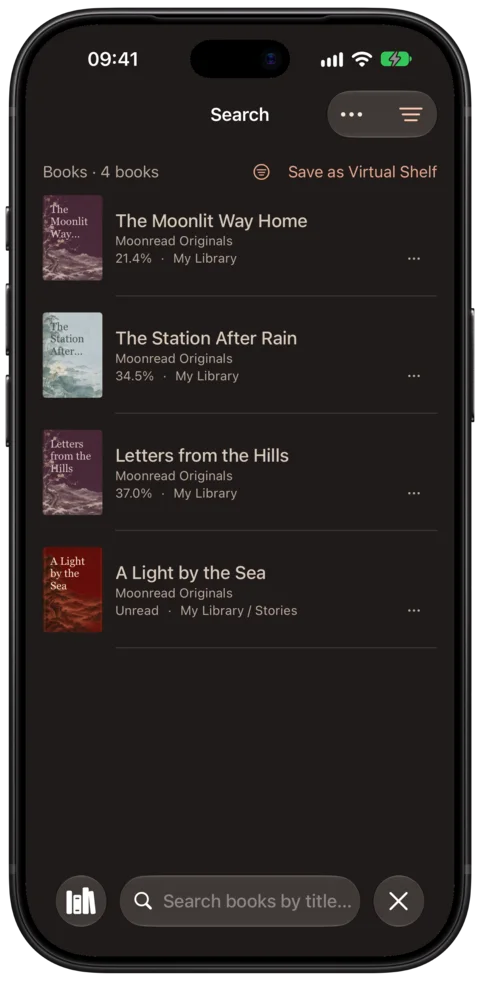 09:41
Search
Books · 4 books
Save as Virtual Shelf
The
Moonlit
Way...
The Moonlit Way Home
Moonread Originals
21.4% · My Library
The
Station
After...
The Station After Rain
Moonread Originals
34.5% · My Library
Letters
from the
Hills
Letters from the Hills
Moonread Originals
37.0% · My Library
A Light
by the
Sea
A Light by the Sea
Moonread Originals
Unread · My Library / Stories
Search books by title...